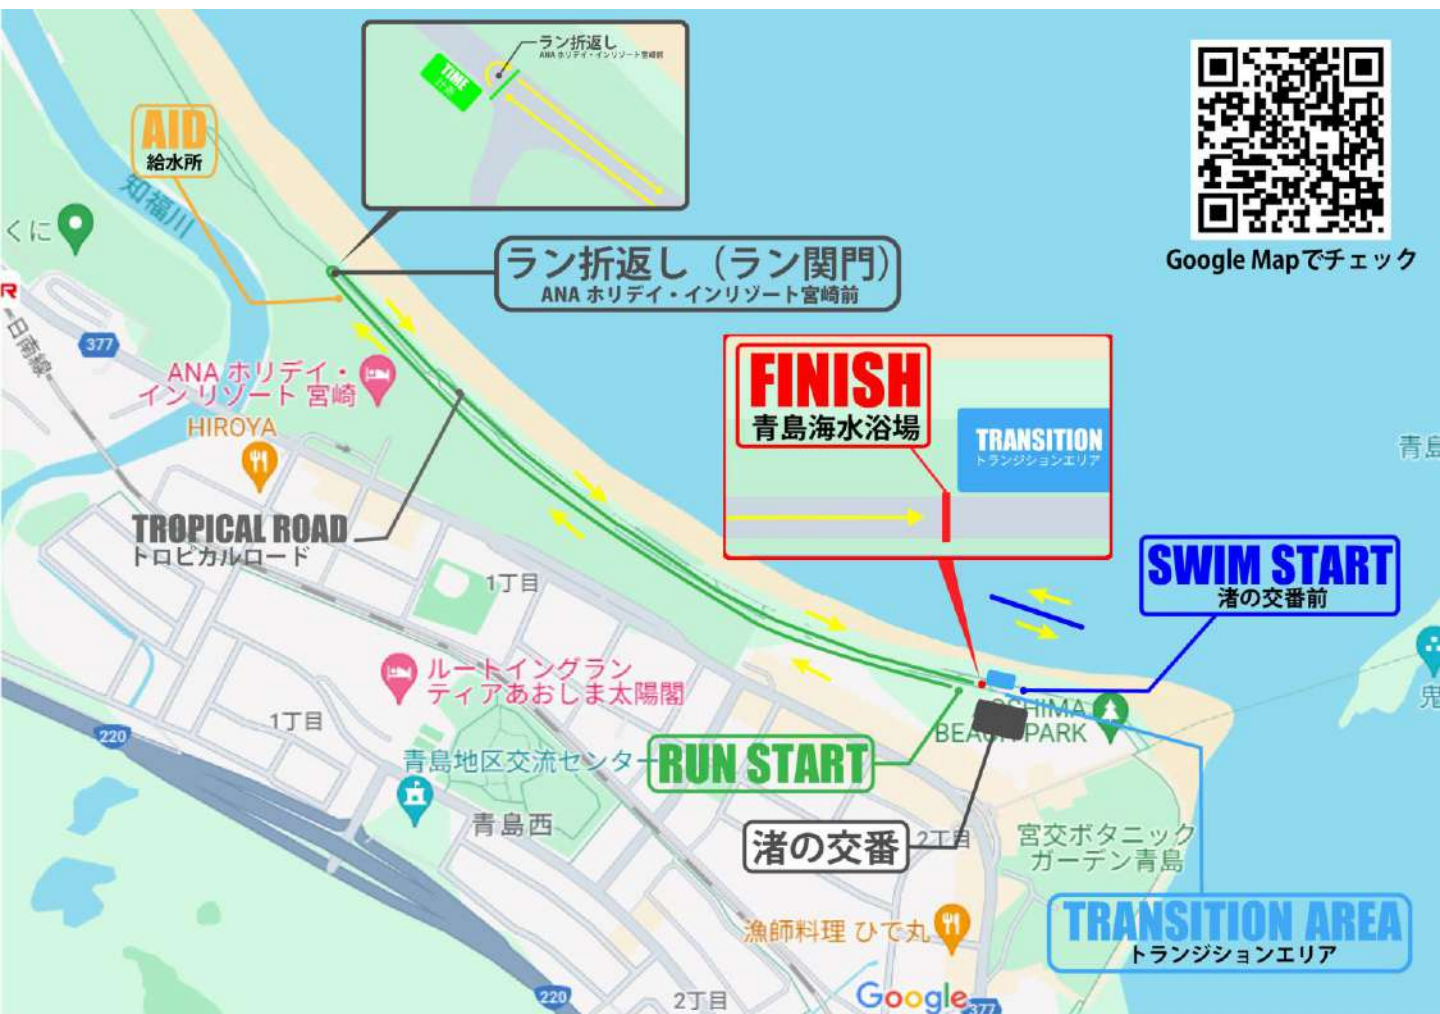 ラン折返し
ANA ホリデイ・インリゾート宮崎前
TIME
計測
AID
給水所
知福川
くに
ラン折返し（ラン関門）
ANA ホリデイ・インリゾート宮崎前
Google Mapでチェック
R
日南線
377
ANA ホリデイ・
イン リゾート 宮崎
HIROYA
FINISH
青島海水浴場
TRANSITION
トランジションエリア
青島
TROPICAL ROAD
トロピカルロード
1丁目
SWIM START
渚の交番前
ルートイングラン
ティアあおしま太陽閣
1丁目
220
OSHIMA
BEACH PARK
鬼
青島地区交流センター
RUN START
青島西
渚の交番
2丁目
宮交ボタニック
ガーデン青島
漁師料理 ひで丸
TRANSITION AREA
トランジションエリア
220
2丁目
Google
377